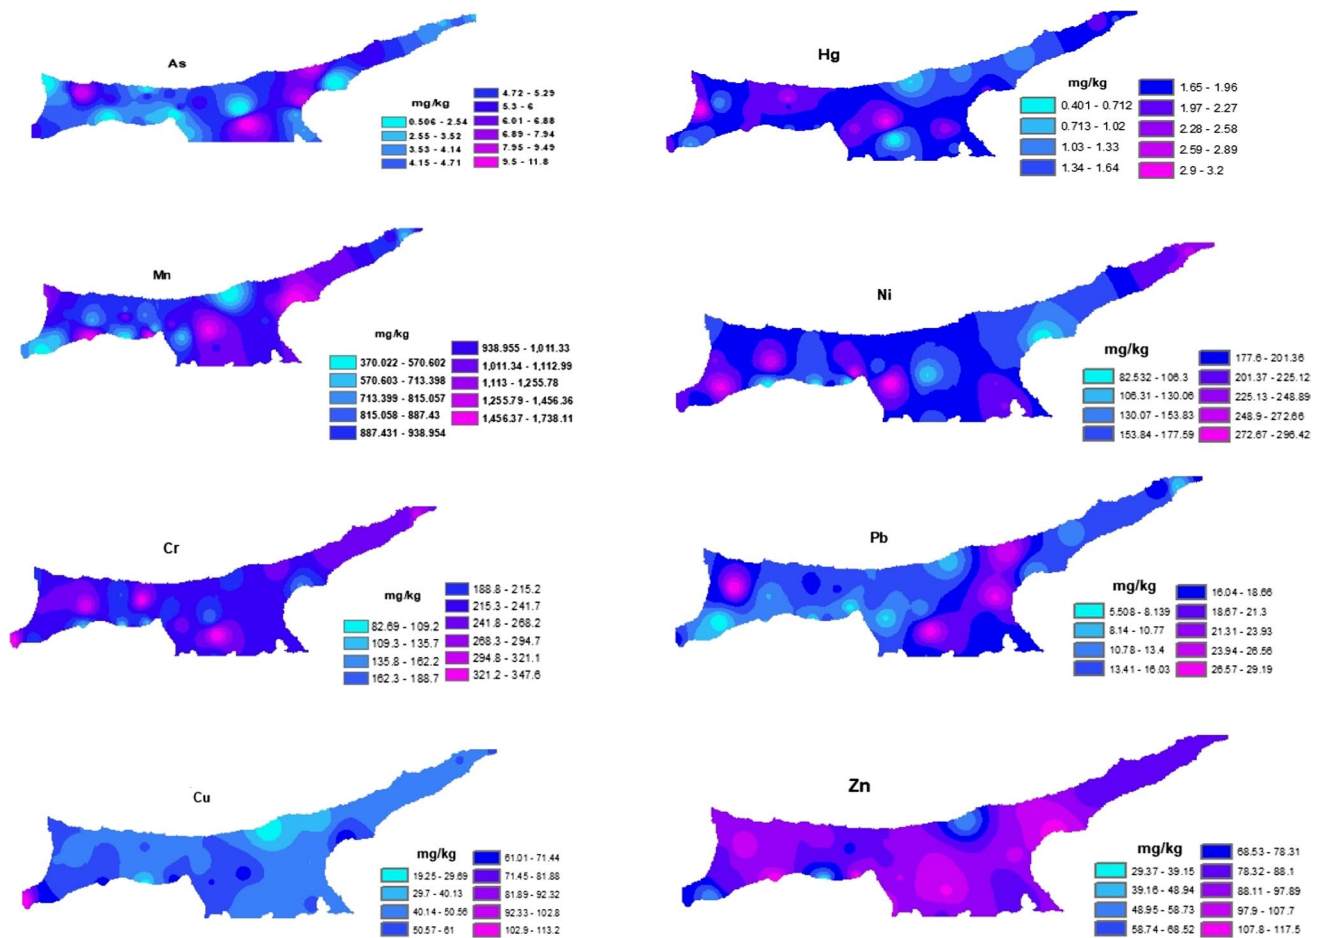 As
mg/kg
0.506 - 2.54
2.55 - 3.52
3.53 - 4.14
4.15 - 4.71
4.72 - 5.29
5.3 - 6
6.01 - 6.88
6.89 - 7.94
7.95 - 9.49
9.5 - 11.8
Hg
mg/kg
0.401 - 0.712
0.713 - 1.02
1.03 - 1.33
1.34 - 1.64
1.65 - 1.96
1.97 - 2.27
2.28 - 2.58
2.59 - 2.89
2.9 - 3.2
Mn
mg/kg
370.022 - 570.602
570.603 - 713.398
713.399 - 815.057
815.058 - 887.43
887.431 - 938.954
938.955 - 1,011.33
1,011.34 - 1,112.99
1,113 - 1,255.78
1,255.79 - 1,456.36
1,456.37 - 1,738.11
Ni
mg/kg
82.532 - 106.3
106.31 - 130.06
130.07 - 153.83
153.84 - 177.59
177.6 - 201.36
201.37 - 225.12
225.13 - 248.89
248.9 - 272.66
272.67 - 296.42
Cr
mg/kg
82.69 - 109.2
109.3 - 135.7
135.8 - 162.2
162.3 - 188.7
188.8 - 215.2
215.3 - 241.7
241.8 - 268.2
268.3 - 294.7
294.8 - 321.1
321.2 - 347.6
Pb
mg/kg
5.508 - 8.139
8.14 - 10.77
10.78 - 13.4
13.41 - 16.03
16.04 - 18.66
18.67 - 21.3
21.31 - 23.93
23.94 - 26.56
26.57 - 29.19
Cu
mg/kg
19.25 - 29.69
29.7 - 40.13
40.14 - 50.56
50.57 - 61
61.01 - 71.44
71.45 - 81.88
81.89 - 92.32
92.33 - 102.8
102.9 - 113.2
Zn
mg/kg
29.37 - 39.15
39.16 - 48.94
48.95 - 58.73
58.74 - 68.52
68.53 - 78.31
78.32 - 88.1
88.11 - 97.89
97.9 - 107.7
107.8 - 117.5